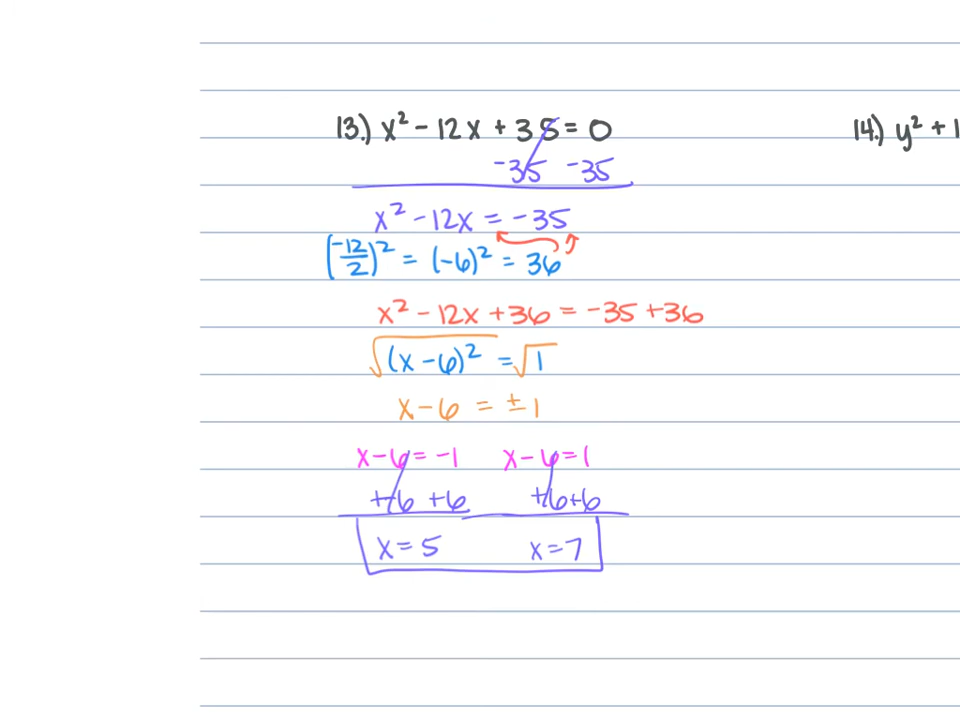 13.) x² - 12x + 35 = 0
14.) y² + 1
-35 -35
x² - 12x = -35
(-12/2)² = (-6)² = 36
x² - 12x + 36 = -35 + 36
√(x - 6)² = √1
x - 6 = ±1
x - 6 = -1 x - 6 = 1
+6 +6 +6 +6
x = 5 x = 7